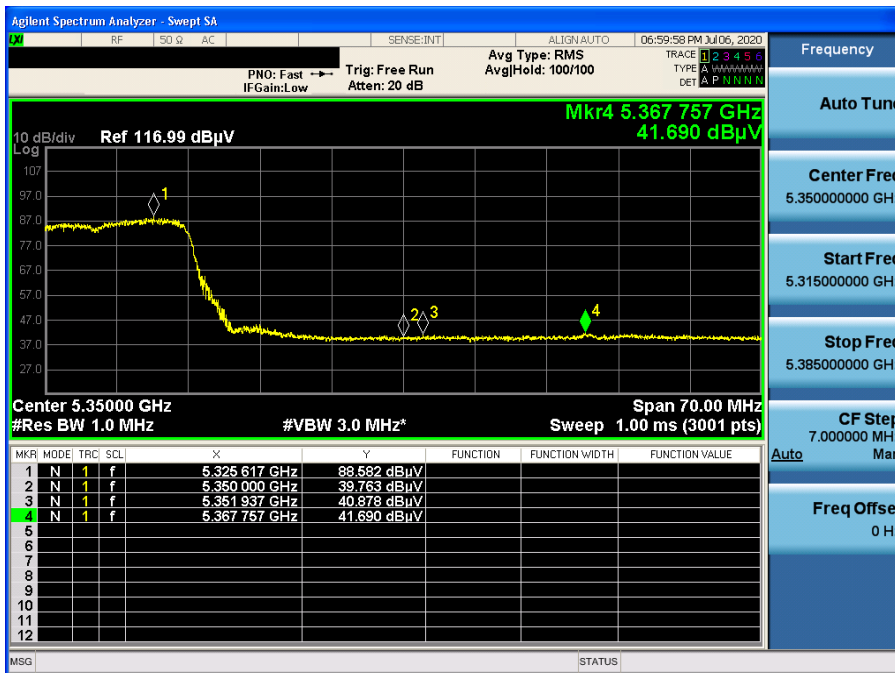 Agilent Spectrum Analyzer - Swept SA
LXI RF 50 Ω AC SENSE:INT ALIGN AUTO 06:59:58 PM Jul 06, 2020
Frequency
PNO: Fast
IFGain:Low
Trig: Free Run
Atten: 20 dB
Avg Type: RMS
Avg|Hold: 100/100
TRACE 1 2 3 4 5 6
TYPE A WWWWW
DET A P N N N N
Auto Tune
Mkr4 5.367 757 GHz
41.690 dBµV
10 dB/div Ref 116.99 dBµV
Log
107
97.0
87.0
77.0
67.0
57.0
47.0
37.0
27.0
1
2
3
4
Center 5.35000 GHz Span 70.00 MHz
#Res BW 1.0 MHz #VBW 3.0 MHz* Sweep 1.00 ms (3001 pts)
Center Fre
5.350000000 GH
Start Fre
5.315000000 GH
Stop Fre
5.385000000 GH
CF Step
7.000000 MH
Auto Mar
Freq Offse
0 H
MKR MODE TRC SCL X Y FUNCTION FUNCTION WIDTH FUNCTION VALUE
1 N 1 f 5.325 617 GHz 88.582 dBµV
2 N 1 f 5.350 000 GHz 39.763 dBµV
3 N 1 f 5.351 937 GHz 40.878 dBµV
4 N 1 f 5.367 757 GHz 41.690 dBµV
5
6
7
8
9
10
11
12
MSG STATUS